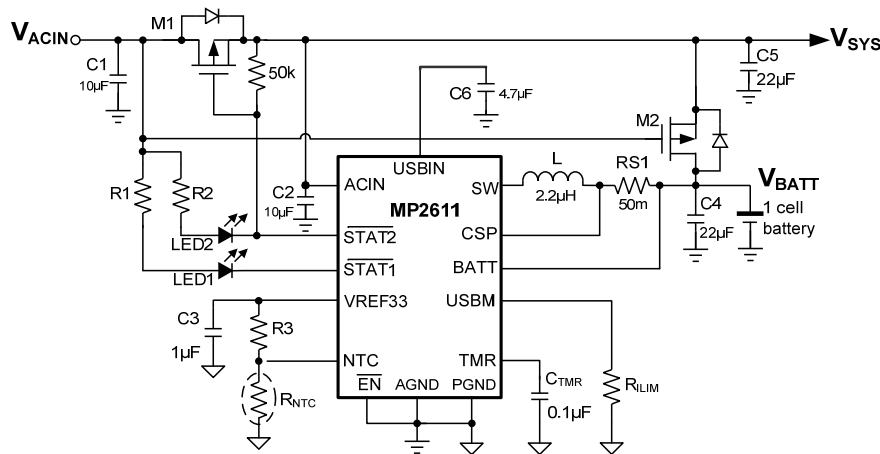 VACIN
M1
C1
10µF
50k
C6
4.7µF
C5
22µF
VSYS
M2
R1
R2
C2
10µF
USBIN
ACIN
SW
MP2611
L
2.2µH
RS1
50m
VBATT
C4
22µF
1 cell
battery
LED2
STAT2
CSP
LED1
STAT1
BATT
C3
1µF
VREF33
USBM
R3
NTC
TMR
RNTC
EN
AGND
PGND
CTMR
0.1µF
RILIM